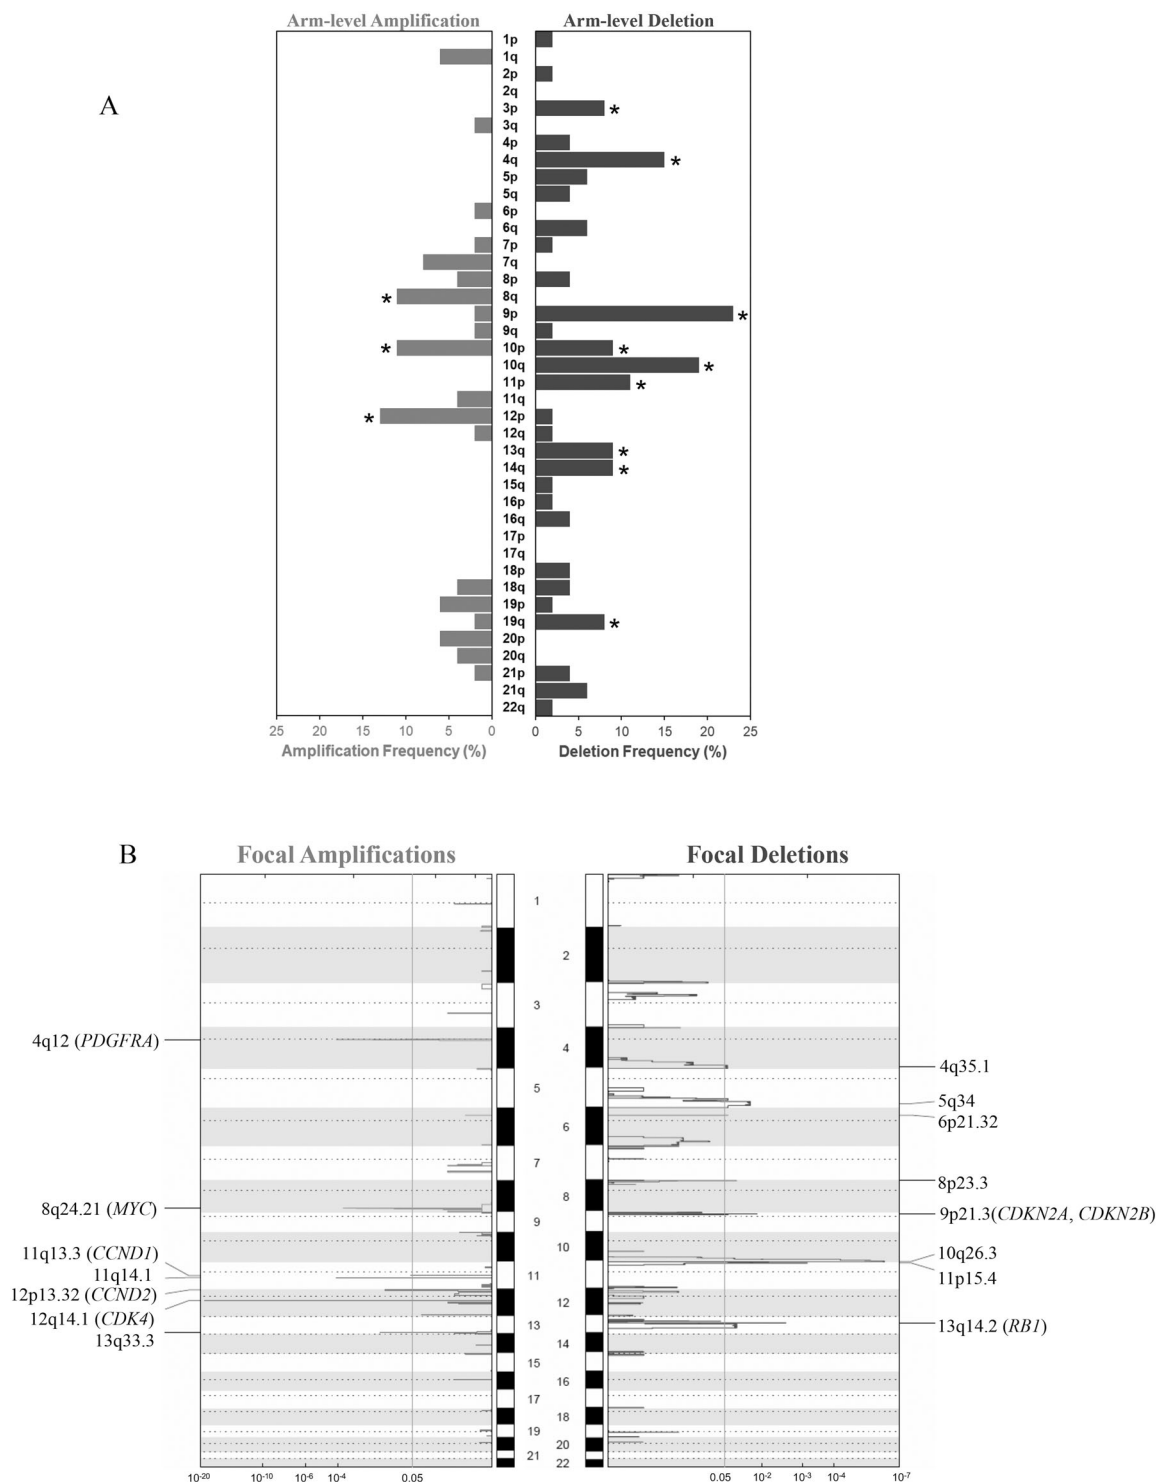 Arm-level Amplification Arm-level Deletion
A
1p
1q
2p
2q
3p *
3q
4p
4q *
5p
5q
6p
6q
7p
7q
8p
* 8q
9p *
9q
* 10p *
10q *
11p *
11q
* 12p
12q
13q *
14q *
15q
16p
16q
17p
17q
18p
18q
19p
19q *
20p
20q
21p
21q
22q
25 20 15 10 5 0 0 5 10 15 20 25
Amplification Frequency (%) Deletion Frequency (%)
B
Focal Amplifications Focal Deletions
1
2
3
4q12 (PDGFRA) 4
4q35.1
5
5q34
6p21.32
6
7
8p23.3
8
8q24.21 (MYC) 9p21.3(CDKN2A, CDKN2B)
9
10
11q13.3 (CCND1) 10q26.3
11q14.1 11 11p15.4
12p13.32 (CCND2)
12
12q14.1 (CDK4) 13 13q14.2 (RB1)
13q33.3
14
15
16
17
18
19
20
21
22
10-20 10-10 10-6 10-4 0.05 0.05 10-2 10-3 10-4 10-7